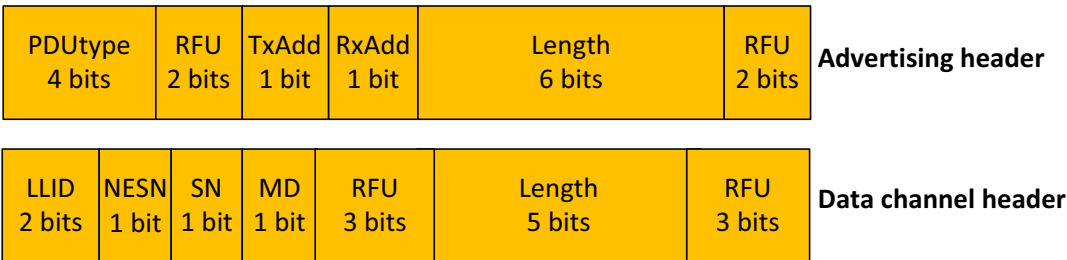 PDUtype RFU TxAdd RxAdd Length RFU
4 bits 2 bits 1 bit 1 bit 6 bits 2 bits
Advertising header
LLID NESN SN MD RFU Length RFU
2 bits 1 bit 1 bit 1 bit 3 bits 5 bits 3 bits
Data channel header